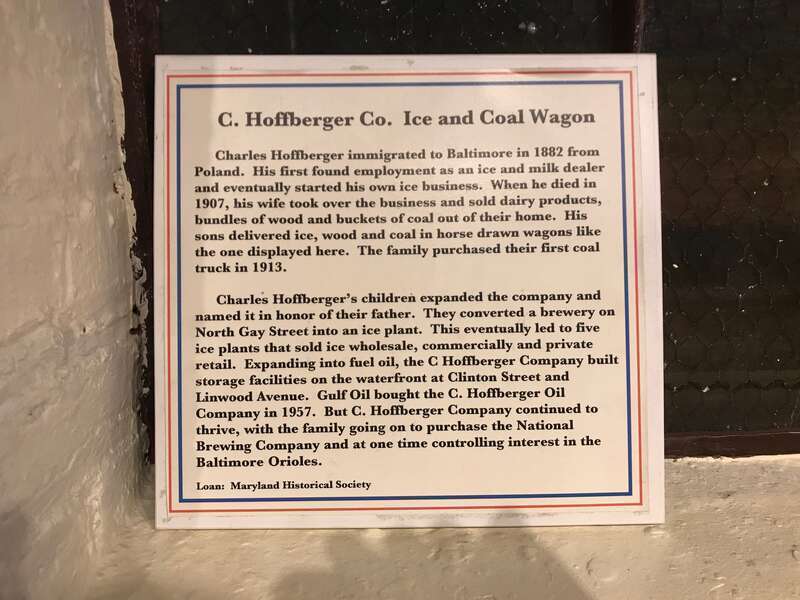 C. Hoffberger Co. Ice and Coal Wagon
Charles Hoffberger immigrated to Baltimore in 1882 from
Poland. His first found employment as an ice and milk dealer
and eventually started his own ice business. When he died in
1907, his wife took over the business and sold dairy products,
bundles of wood and buckets of coal out of their home. His
sons delivered ice, wood and coal in horse drawn wagons like
the one displayed here. The family purchased their first coal
truck in 1913.
Charles Hoffberger's children expanded the company and
named it in honor of their father. They converted a brewery on
North Gay Street into an ice plant. This eventually led to five
ice plants that sold ice wholesale, commercially and private
retail. Expanding into fuel oil, the C Hoffberger Company built
storage facilities on the waterfront at Clinton Street and
Linwood Avenue. Gulf Oil bought the C. Hoffberger Oil
Company in 1957. But C. Hoffberger Company continued to
thrive, with the family going on to purchase the National
Brewing Company and at one time controlling interest in the
Baltimore Orioles.
Loan: Maryland Historical Society